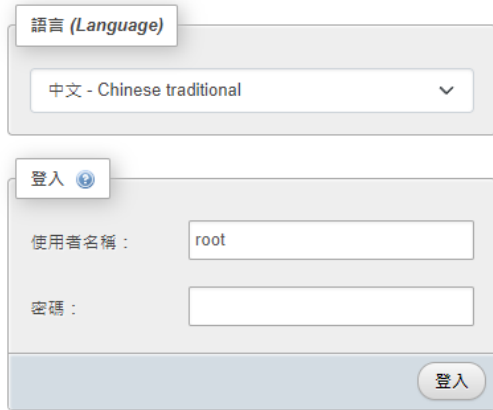 語言 (Language)
中文 - Chinese traditional
登入
使用者名稱： root
密碼：
登入